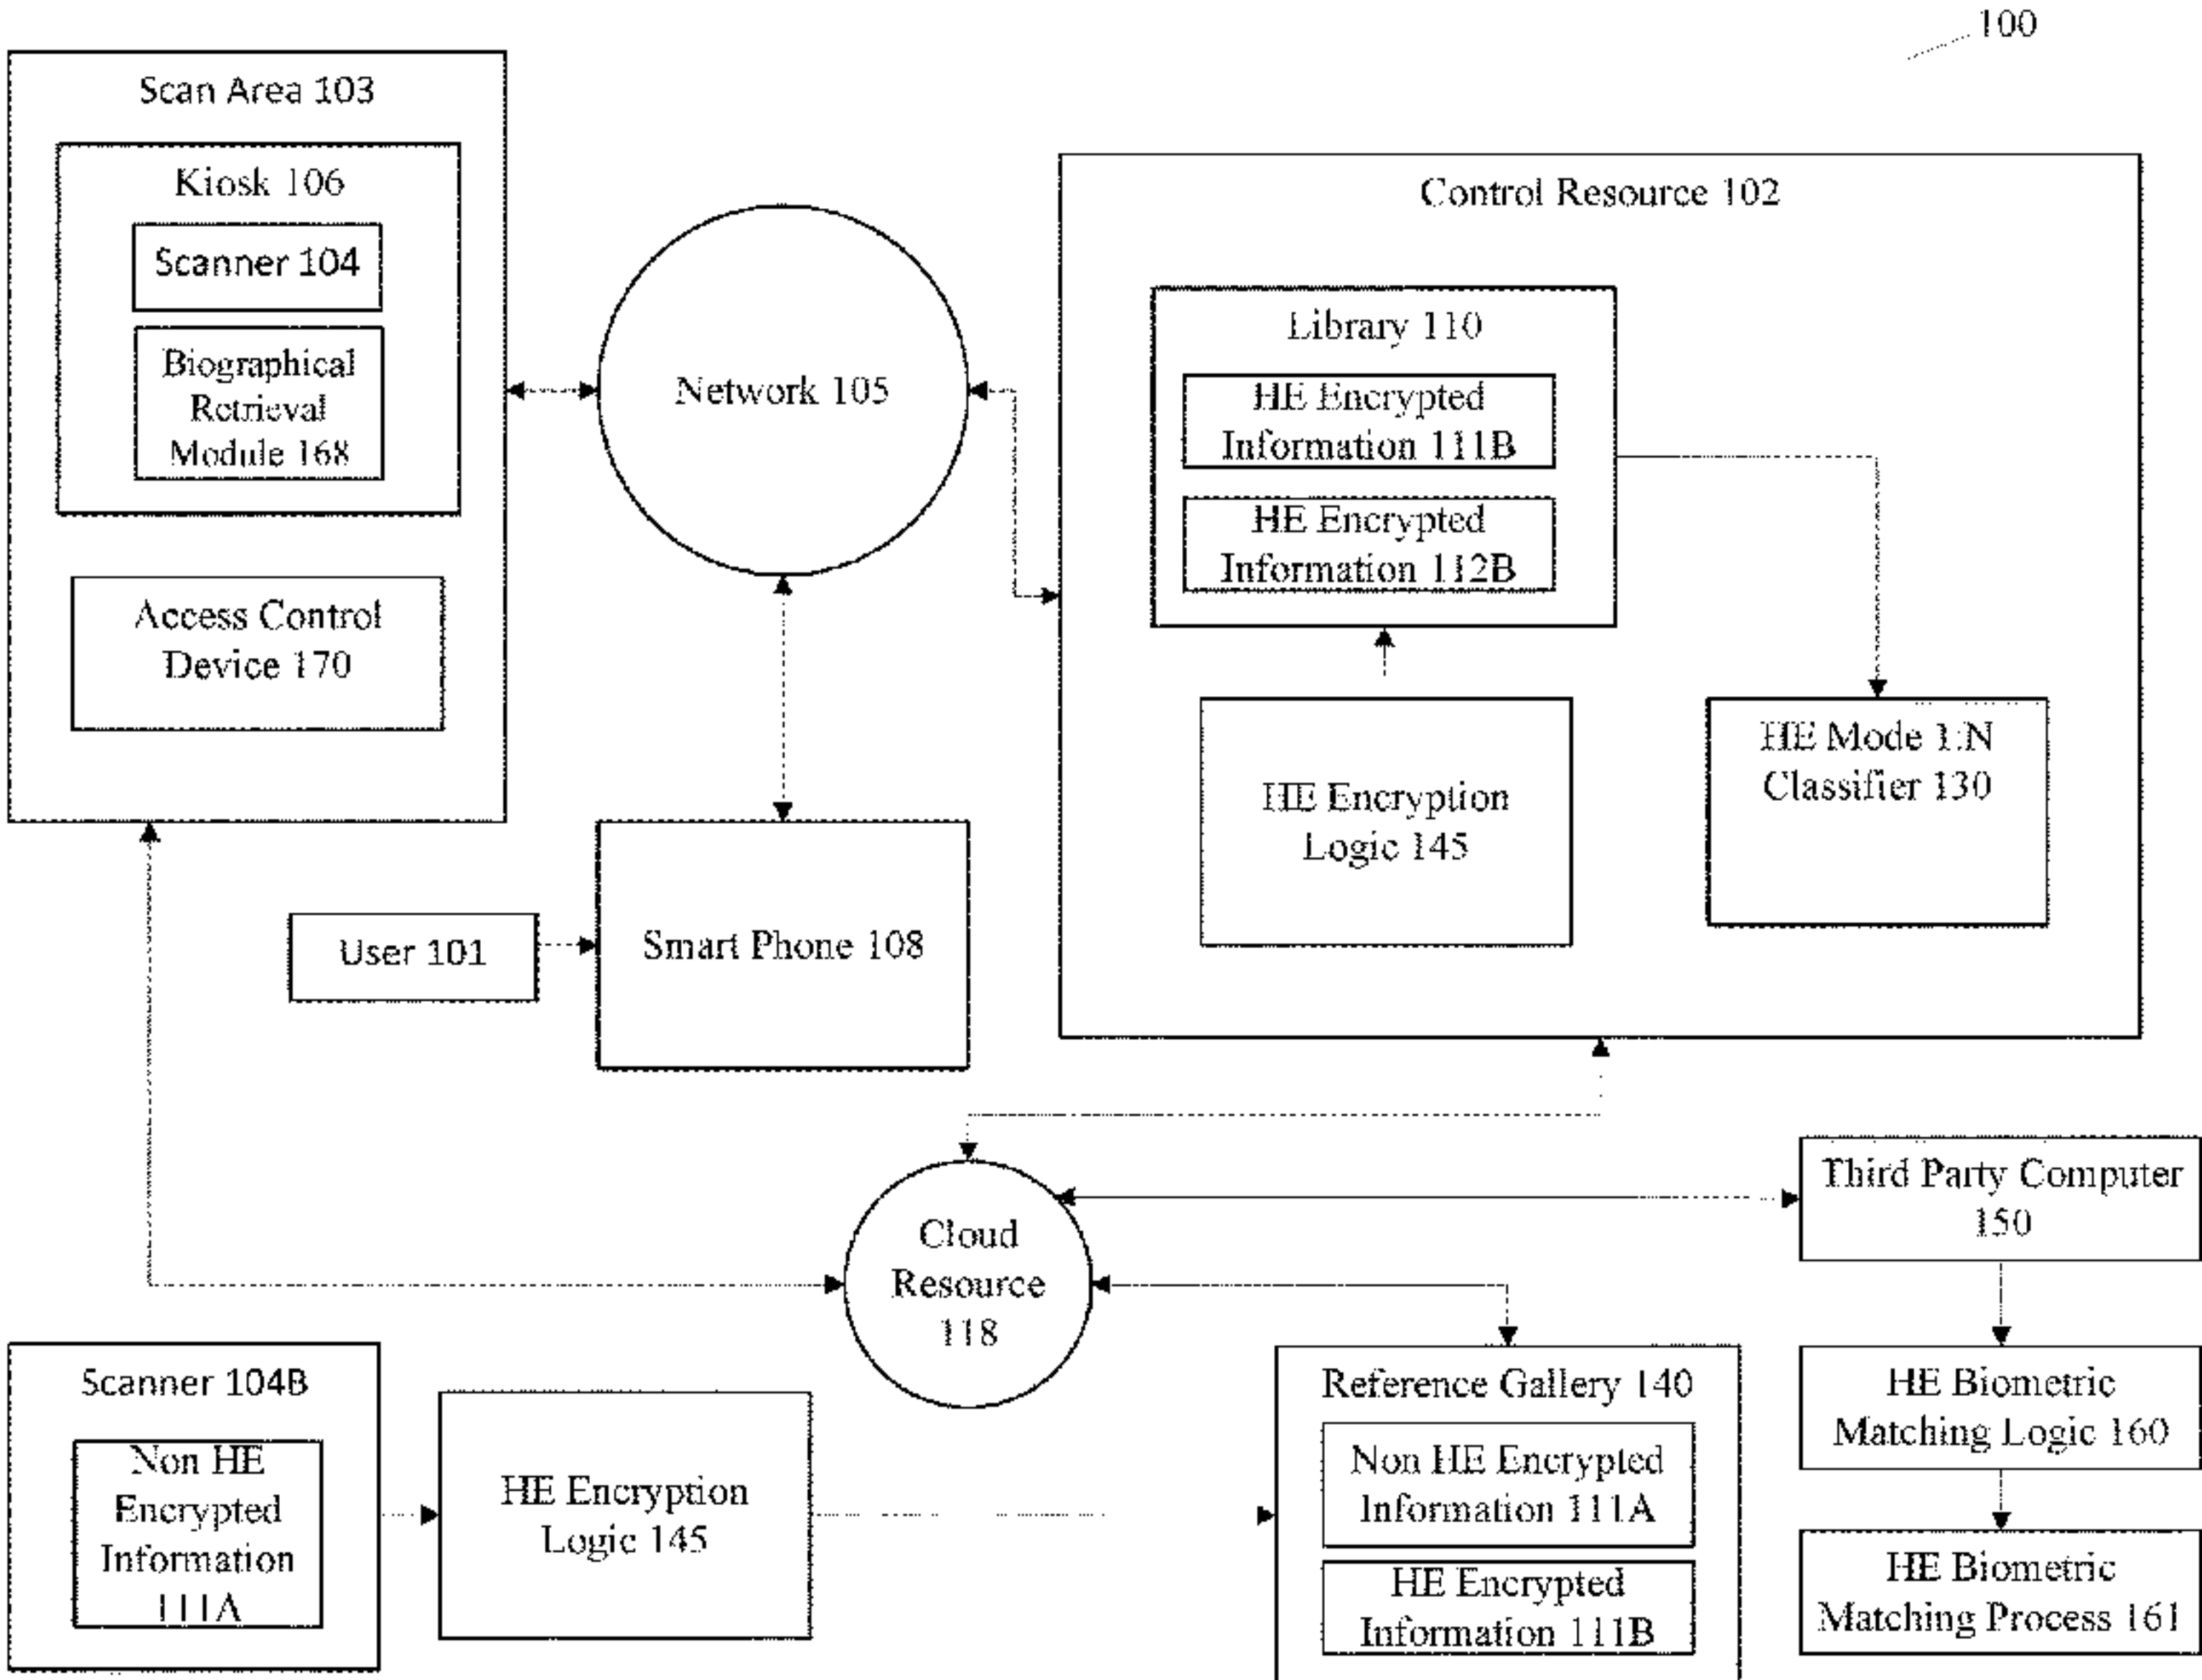 100
Scan Area 103
Kiosk 106
Scanner 104
Biographical
Retrieval
Module 168
Access Control
Device 170
Network 105
User 101
Smart Phone 108
Control Resource 102
Library 110
HE Encrypted
Information 111B
HE Encrypted
Information 112B
HE Encryption
Logic 145
HE Mode 1:N
Classifier 130
Cloud
Resource
118
Third Party Computer
150
HE Biometric
Matching Logic 160
HE Biometric
Matching Process 161
Scanner 104B
Non HE
Encrypted
Information
111A
HE Encryption
Logic 145
Reference Gallery 140
Non HE Encrypted
Information 111A
HE Encrypted
Information 111B